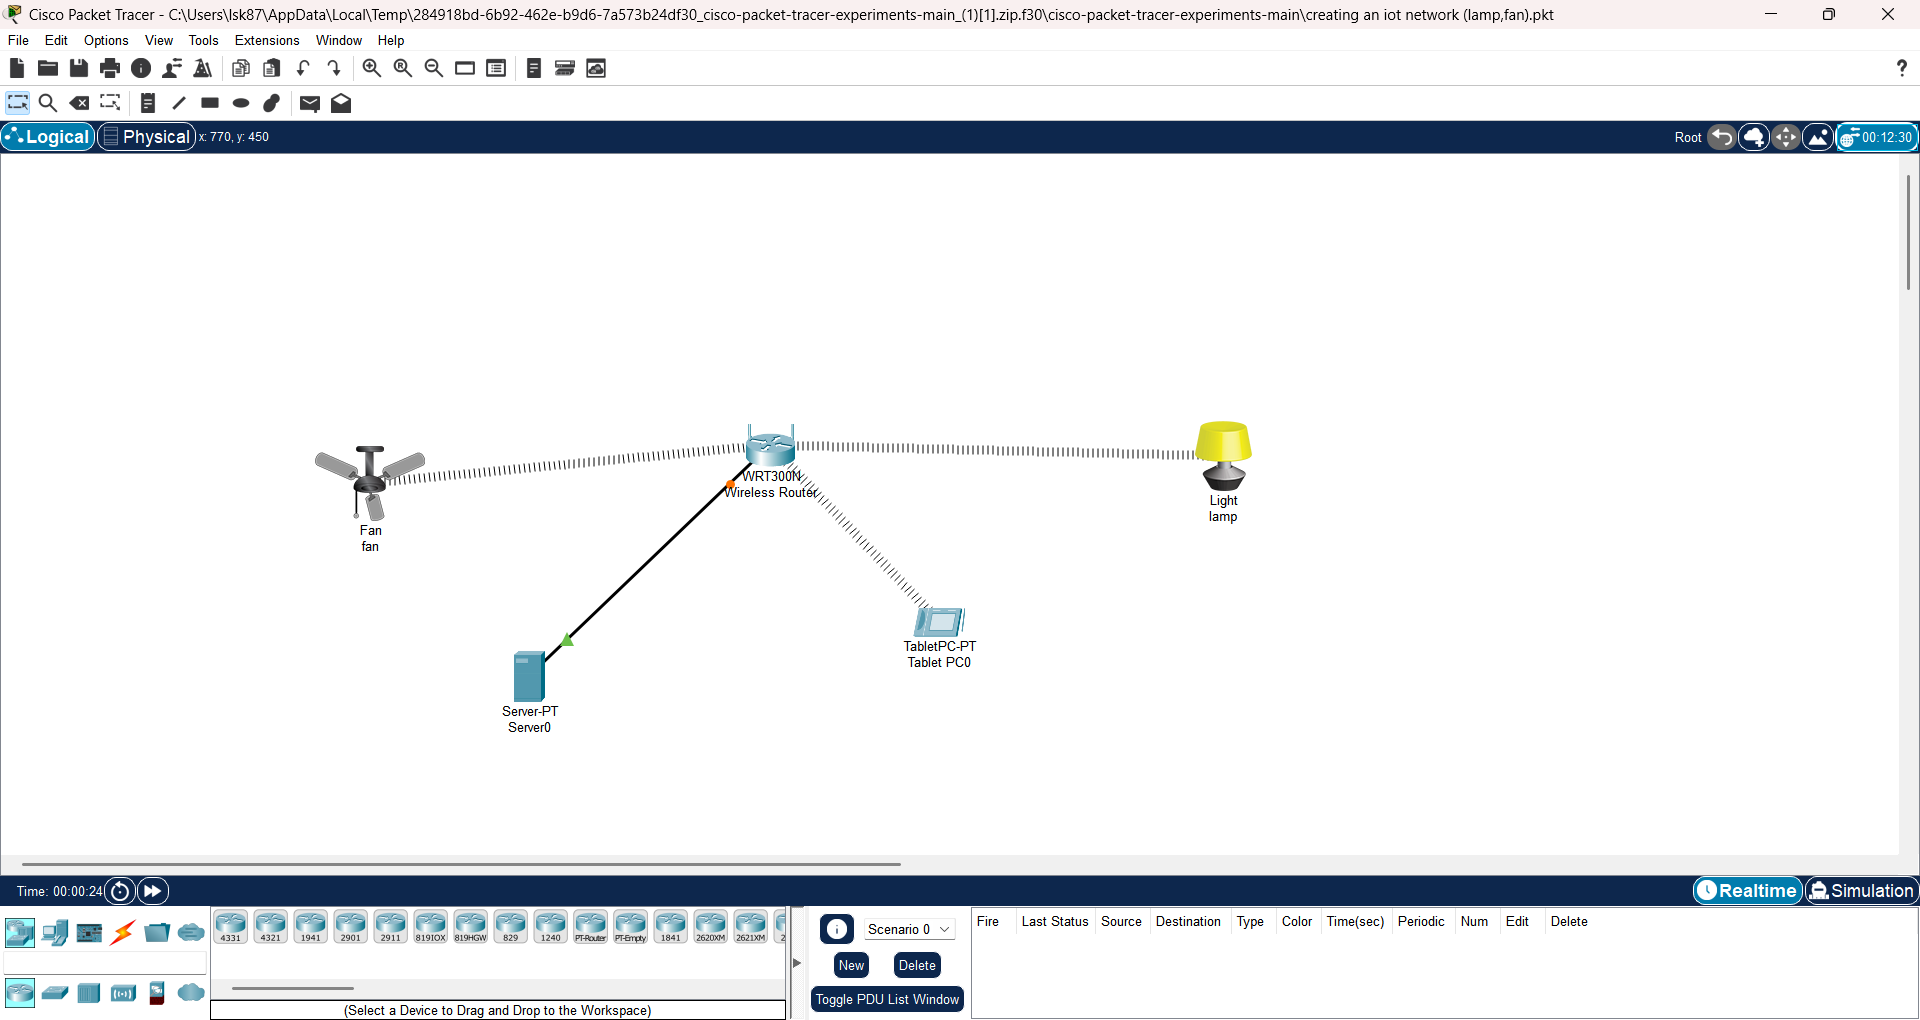 Cisco Packet Tracer - C:\Users\lsk87\AppData\Local\Temp\284918bd-6b92-462e-b9d6-7a573b24df30_cisco-packet-tracer-experiments-main_(1)[1].zip.f30\cisco-packet-tracer-experiments-main\creating an iot network (lamp,fan).pkt
File Edit Options View Tools Extensions Window Help
?
Logical Physical x: 770, y: 450 Root 00:12:30
WRT300N
Wireless Router
Light
lamp
Fan
fan
TabletPC-PT
Tablet PC0
Server-PT
Server0
Time: 00:00:24 Realtime Simulation
4331 4321 1941 2901 2911 819IOX 819HGW 829 1240 PT-Router PT-Empty 1841 2620XM 2621XM 2
(Select a Device to Drag and Drop to the Workspace)
Scenario 0
New Delete
Toggle PDU List Window
Fire Last Status Source Destination Type Color Time(sec) Periodic Num Edit Delete